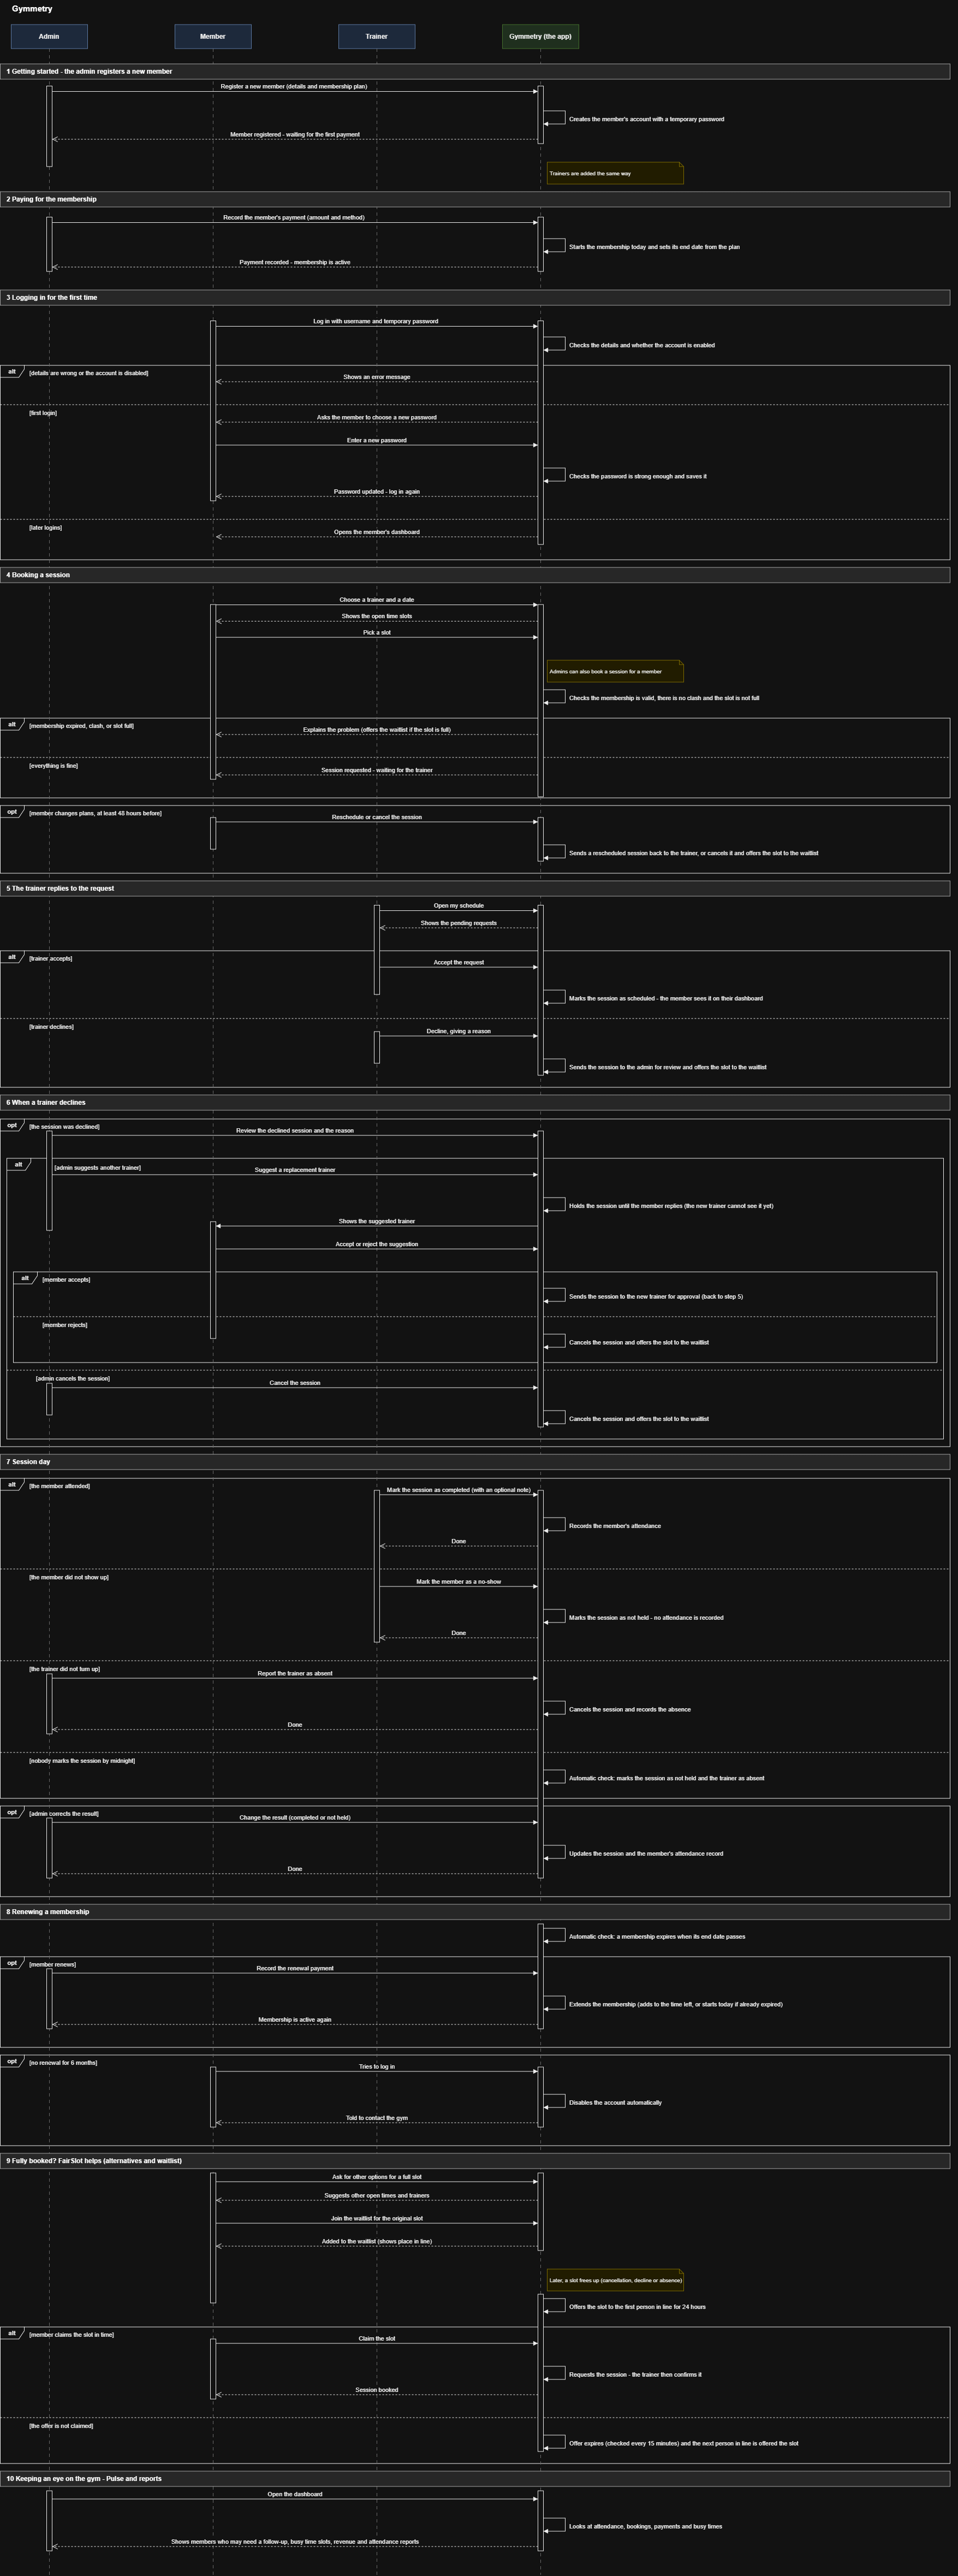 Gymmetry
Admin
Member
Trainer
Gymmetry (the app)
1 Getting started - the admin registers a new member
Register a new member (details and membership plan)
Creates the member's account with a temporary password
Member registered - waiting for the first payment
Trainers are added the same way
2 Paying for the membership
Record the member's payment (amount and method)
Starts the membership today and sets its end date from the plan
Payment recorded - membership is active
3 Logging in for the first time
Log in with username and temporary password
Checks the details and whether the account is enabled
alt
[details are wrong or the account is disabled]
Shows an error message
[first login]
Asks the member to choose a new password
Enter a new password
Checks the password is strong enough and saves it
Password updated - log in again
[later logins]
Opens the member's dashboard
4 Booking a session
Choose a trainer and a date
Shows the open time slots
Pick a slot
Admins can also book a session for a member
Checks the membership is valid, there is no clash and the slot is not full
alt
[membership expired, clash, or slot full]
Explains the problem (offers the waitlist if the slot is full)
[everything is fine]
Session requested - waiting for the trainer
opt
[member changes plans, at least 48 hours before]
Reschedule or cancel the session
Sends a rescheduled session back to the trainer, or cancels it and offers the slot to the waitlist
5 The trainer replies to the request
Open my schedule
Shows the pending requests
alt
[trainer accepts]
Accept the request
Marks the session as scheduled - the member sees it on their dashboard
[trainer declines]
Decline, giving a reason
Sends the session to the admin for review and offers the slot to the waitlist
6 When a trainer declines
opt
[the session was declined]
Review the declined session and the reason
alt
[admin suggests another trainer]
Suggest a replacement trainer
Holds the session until the member replies (the new trainer cannot see it yet)
Shows the suggested trainer
Accept or reject the suggestion
alt
[member accepts]
Sends the session to the new trainer for approval (back to step 5)
[member rejects]
Cancels the session and offers the slot to the waitlist
[admin cancels the session]
Cancel the session
Cancels the session and offers the slot to the waitlist
7 Session day
alt
[the member attended]
Mark the session as completed (with an optional note)
Records the member's attendance
Done
[the member did not show up]
Mark the member as a no-show
Marks the session as not held - no attendance is recorded
Done
[the trainer did not turn up]
Report the trainer as absent
Cancels the session and records the absence
Done
[nobody marks the session by midnight]
Automatic check: marks the session as not held and the trainer as absent
opt
[admin corrects the result]
Change the result (completed or not held)
Updates the session and the member's attendance record
Done
8 Renewing a membership
Automatic check: a membership expires when its end date passes
opt
[member renews]
Record the renewal payment
Extends the membership (adds to the time left, or starts today if already expired)
Membership is active again
opt
[no renewal for 6 months]
Tries to log in
Disables the account automatically
Told to contact the gym
9 Fully booked? FairSlot helps (alternatives and waitlist)
Ask for other options for a full slot
Suggests other open times and trainers
Join the waitlist for the original slot
Added to the waitlist (shows place in line)
Later, a slot frees up (cancellation, decline or absence)
Offers the slot to the first person in line for 24 hours
alt
[member claims the slot in time]
Claim the slot
Requests the session - the trainer then confirms it
Session booked
[the offer is not claimed]
Offer expires (checked every 15 minutes) and the next person in line is offered the slot
10 Keeping an eye on the gym - Pulse and reports
Open the dashboard
Looks at attendance, bookings, payments and busy times
Shows members who may need a follow-up, busy time slots, revenue and attendance reports